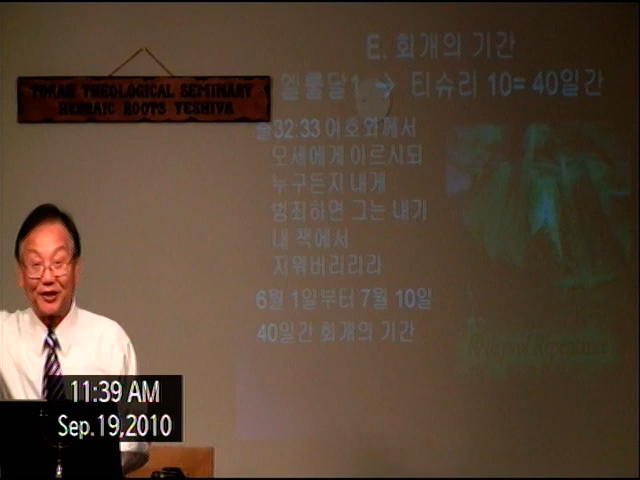 TORAH THEOLOGICAL SEMINARY
HEBRAIC ROOTS YESHIVA
E. 회개의 기간
엘룰달1 → 티슈리 10= 40일간
출32:33 여호와께서
모세에게 이르시되
누구든지 내게
범죄하면 그는 내가
내 책에서
지워버리리라
6월 1일부터 7월 10일
40일간 회개의 기간
of Repentance
11:39 AM
Sep.19,2010